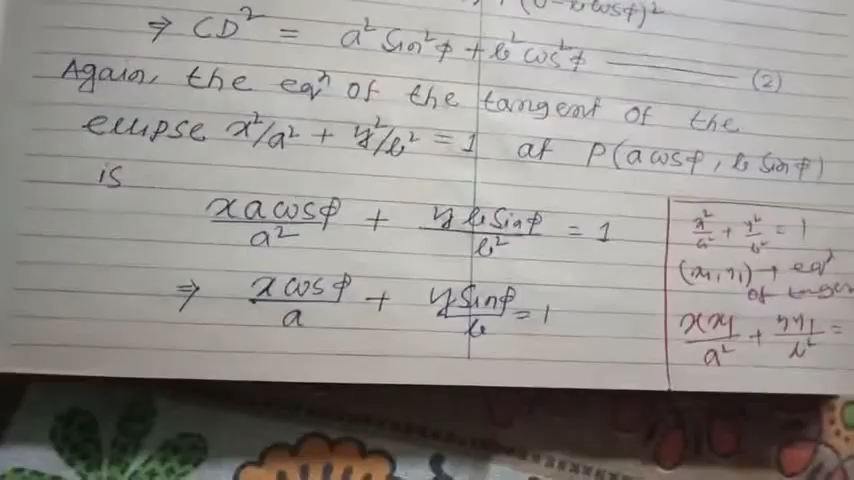 ⇒ CD² = a² sin²φ + b² cos²φ ——— (2)
Again, the eqⁿ of the tangent of the
ellipse x²/a² + y²/b² = 1 at P(a cosφ, b sinφ)
is
x a cosφ/a² + y b sinφ/b² = 1
⇒ x cosφ/a + y sinφ/b = 1
x²/a² + y²/b² = 1
(x₁, y₁) → eqⁿ
of tangen
xx₁/a² + yy₁/b² =